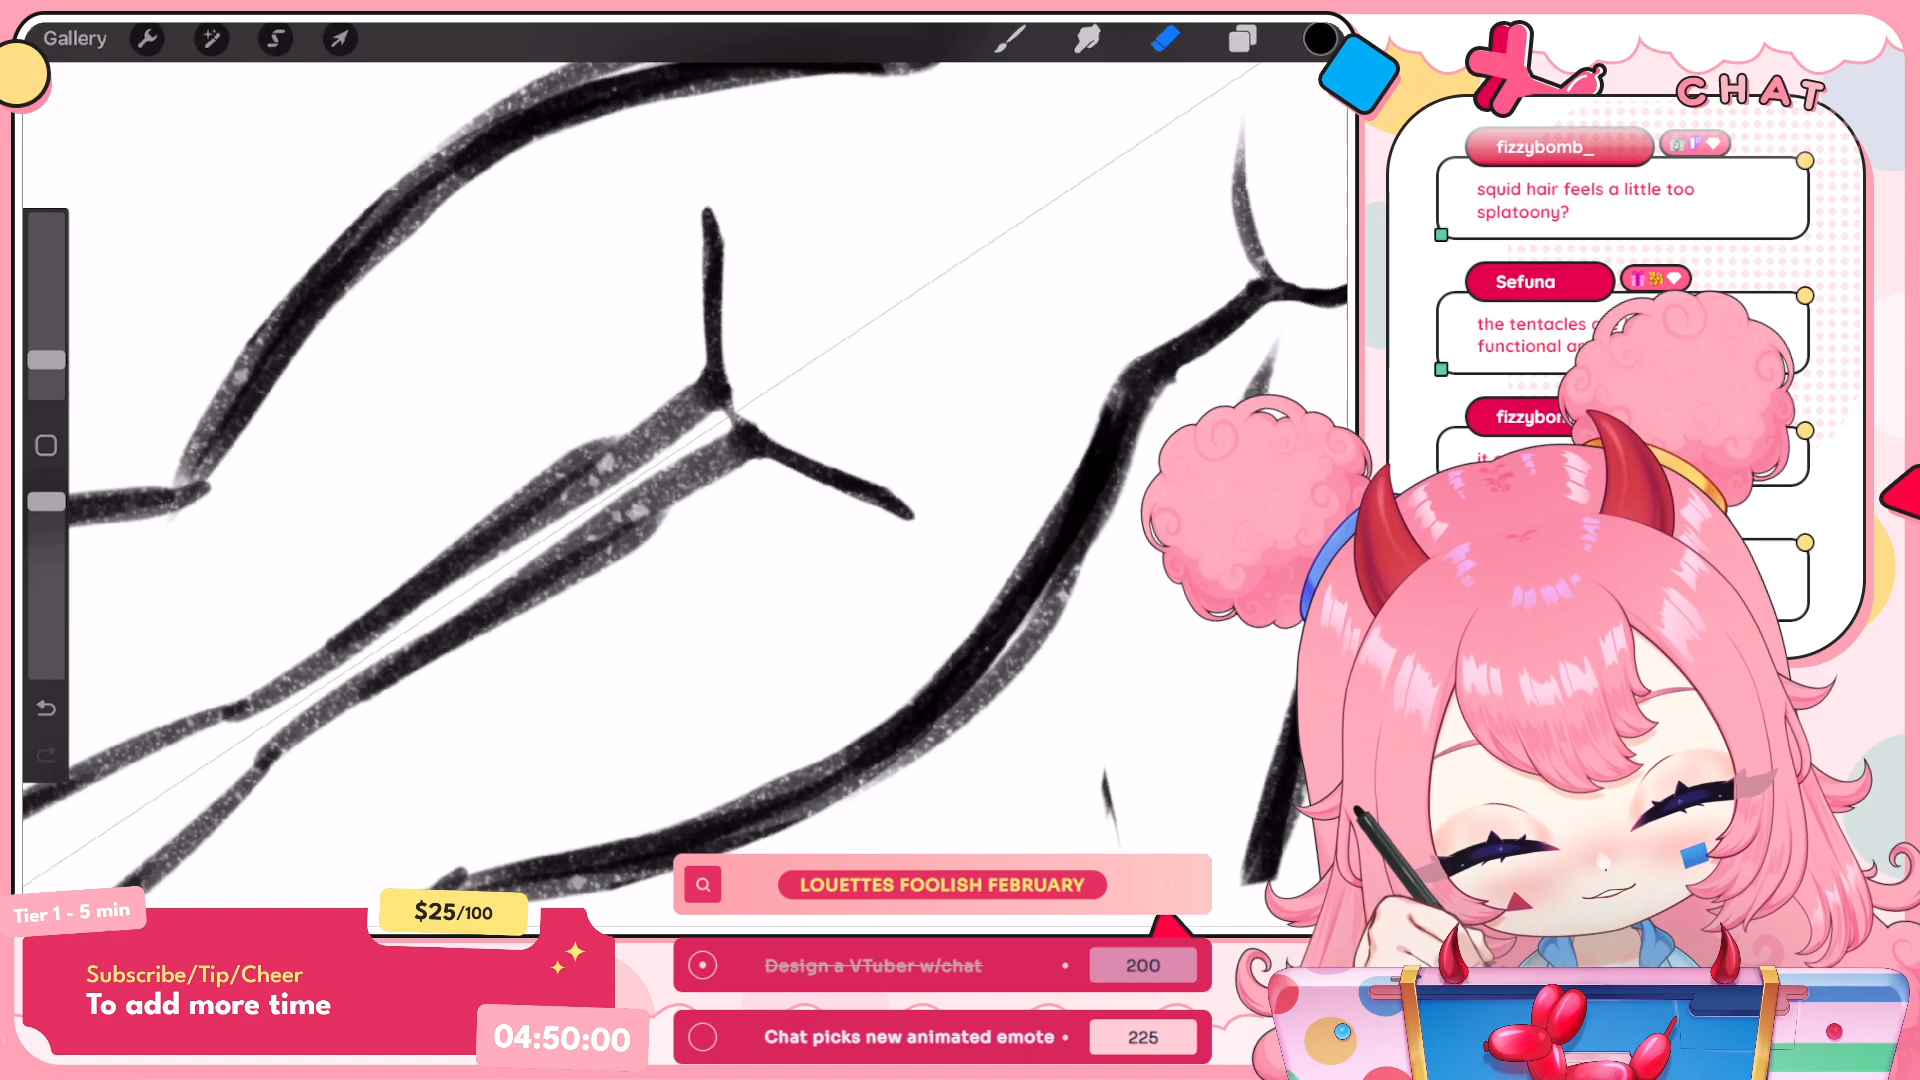 Gallery
CHAT
fizzybomb_
squid hair feels a little too
splatoony?
Sefuna
the tentacles
functional
LOUETTES FOOLISH FEBRUARY
Design a VTuber w/chat • 200
Chat picks new animated emote • 225
Tier 1 - 5 min
$25/100
Subscribe/Tip/Cheer
To add more time
04:50:00